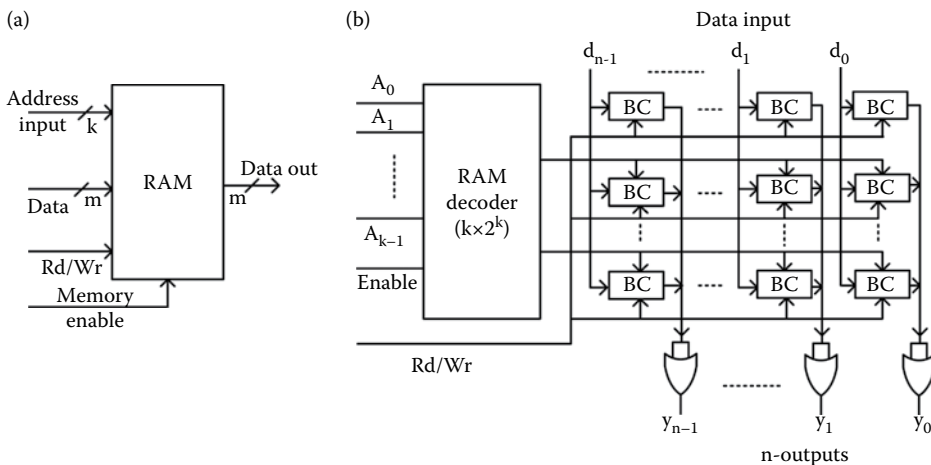 (a)
Address
input
k
Data
m
RAM
Data out
m
Rd/Wr
Memory
enable
(b)
Data input
dₙ₋₁
d₁
d₀
A₀
A₁
Aₖ₋₁
Enable
RAM
decoder
(k×2ᵏ)
BC BC BC
BC BC BC
BC BC BC
Rd/Wr
yₙ₋₁
y₁
y₀
n-outputs